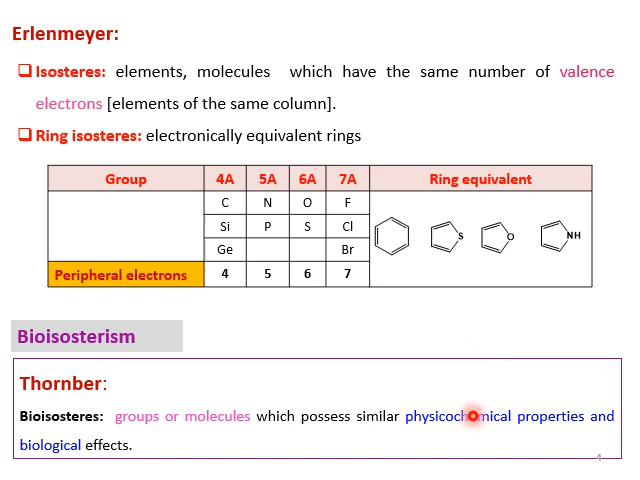 Erlenmeyer:
❑ Isosteres: elements, molecules which have the same number of valence
electrons [elements of the same column].
❑ Ring isosteres: electronically equivalent rings
Group 4A 5A 6A 7A Ring equivalent
C N O F
Si P S Cl
S O NH
Ge Br
Peripheral electrons 4 5 6 7
Bioisosterism
Thornber:
Bioisosteres: groups or molecules which possess similar physicochemical properties and
biological effects.
4